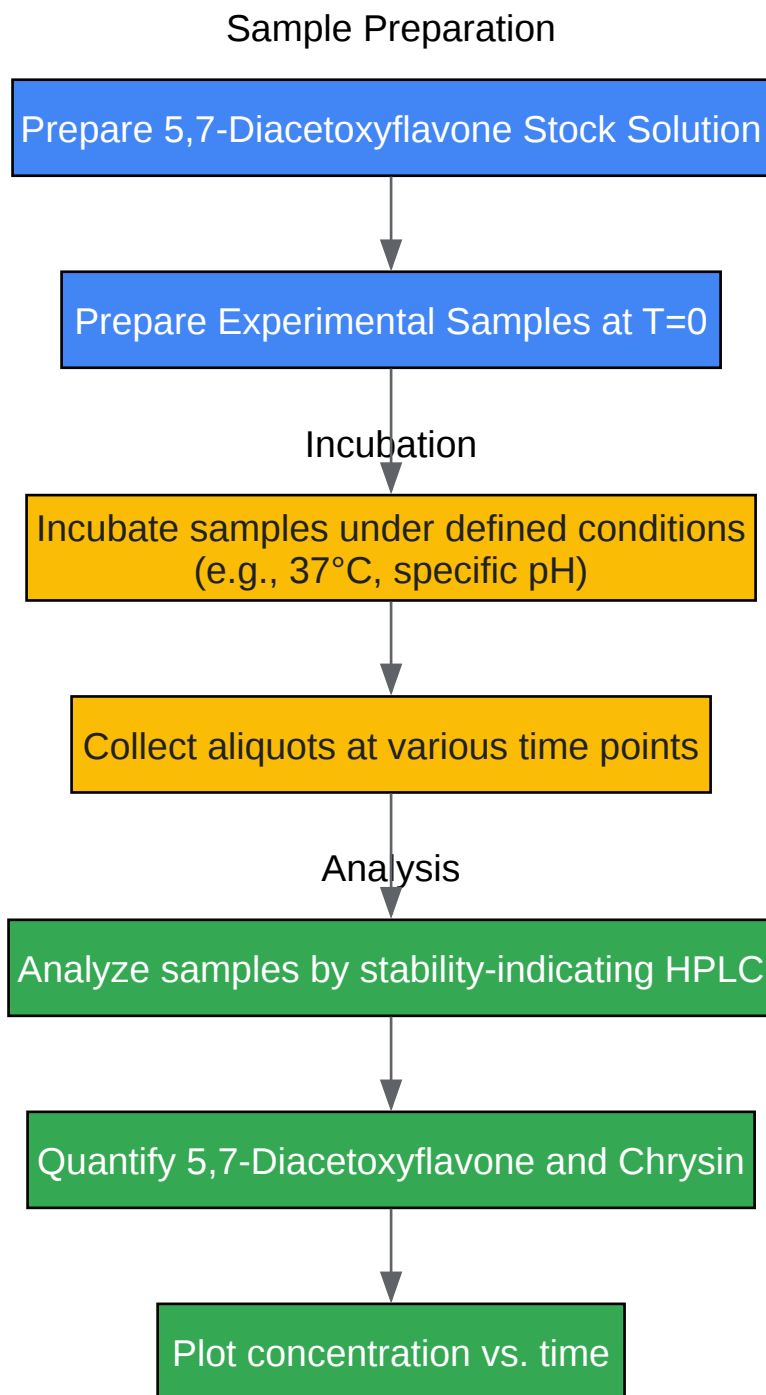 Sample Preparation
Prepare 5,7-Diacetoxyflavone Stock Solution
Prepare Experimental Samples at T=0
Incubation
Incubate samples under defined conditions
(e.g., 37°C, specific pH)
Collect aliquots at various time points
Analysis
Analyze samples by stability-indicating HPLC
Quantify 5,7-Diacetoxyflavone and Chrysin
Plot concentration vs. time